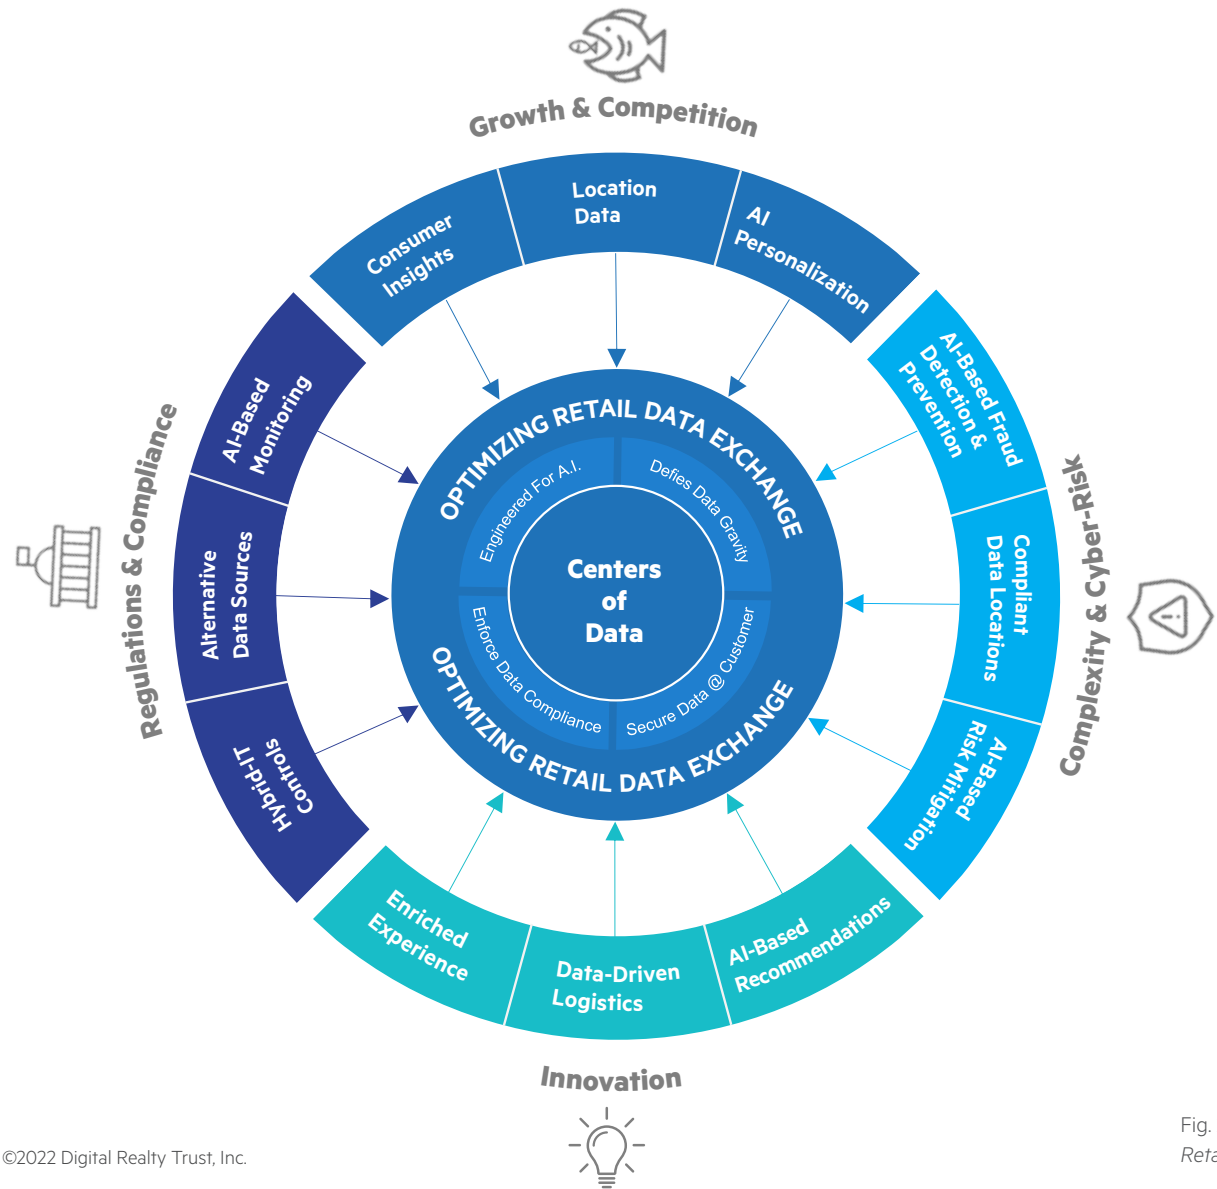 Growth & Competition
Consumer
Insights
Location
Data
AI
Personalization
AI-Based Fraud
Detection &
Prevention
Compliant
Data Locations
AI-Based
Risk Mitigation
Complexity & Cyber-Risk
AI-Based
Recommendations
Data-Driven
Logistics
Enriched
Experience
Innovation
Hybrid-IT
Controls
Alternative
Data Sources
AI-Based
Monitoring
Regulations & Compliance
OPTIMIZING RETAIL DATA EXCHANGE
Engineered For A.I.
Defies Data Gravity
Centers
of
Data
Enforce Data Compliance
Secure Data @ Customer
OPTIMIZING RETAIL DATA EXCHANGE
©2022 Digital Realty Trust, Inc.
Fig.